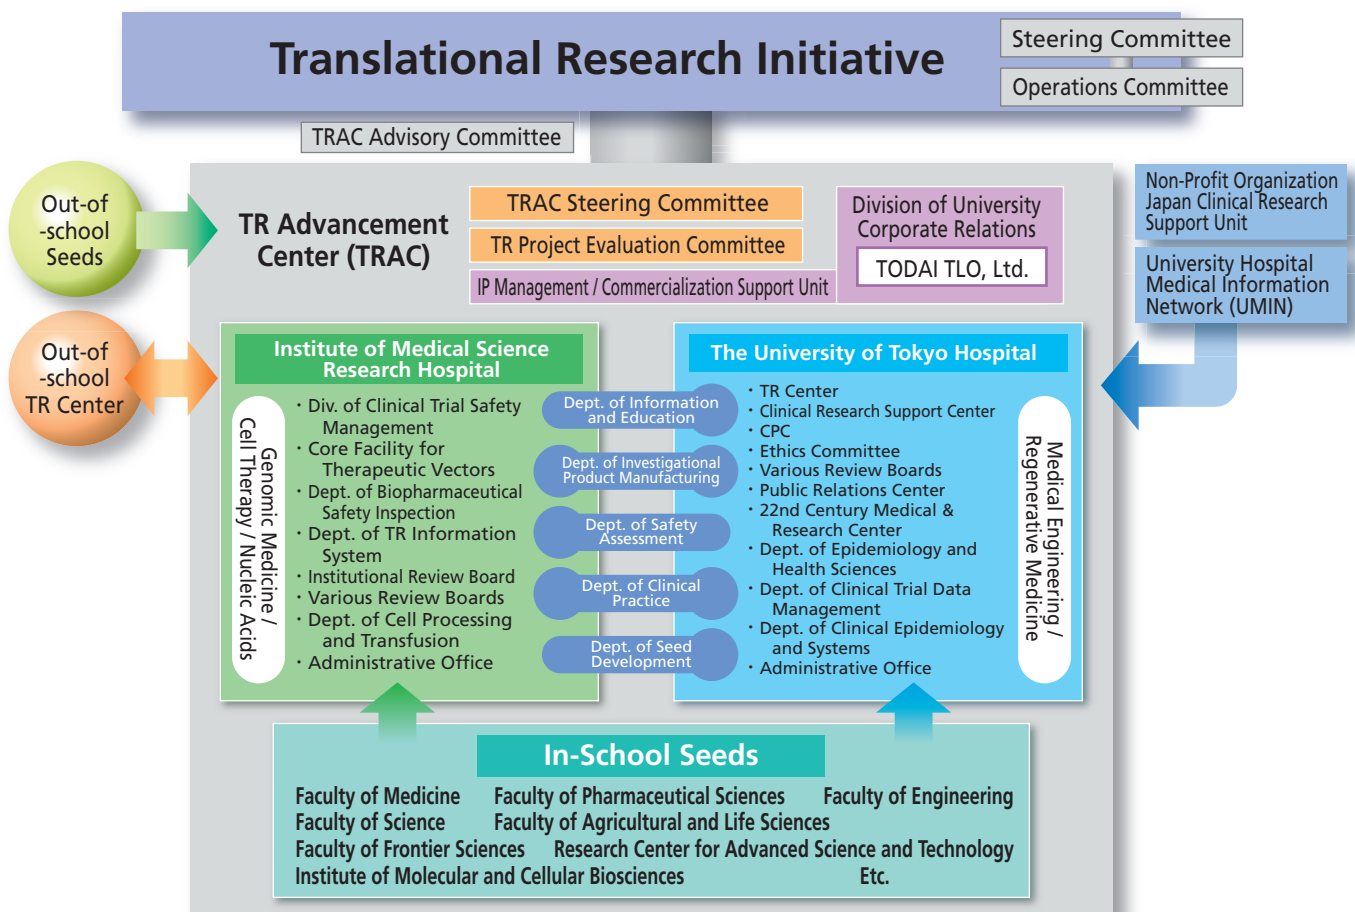 Translational Research Initiative
Steering Committee
Operations Committee
TRAC Advisory Committee
Out-of
-school
Seeds
TR Advancement
Center (TRAC)
TRAC Steering Committee
TR Project Evaluation Committee
IP Management / Commercialization Support Unit
Division of University
Corporate Relations
TODAI TLO, Ltd.
Non-Profit Organization
Japan Clinical Research
Support Unit
University Hospital
Medical Information
Network (UMIN)
Out-of
-school
TR Center
Institute of Medical Science
Research Hospital
Genomic Medicine /
Cell Therapy / Nucleic Acids
・Div. of Clinical Trial Safety
Management
・Core Facility for
Therapeutic Vectors
・Dept. of Biopharmaceutical
Safety Inspection
・Dept. of TR Information
System
・Institutional Review Board
・Various Review Boards
・Dept. of Cell Processing
and Transfusion
・Administrative Office
Dept. of Information
and Education
Dept. of Investigational
Product Manufacturing
Dept. of Safety
Assessment
Dept. of Clinical
Practice
Dept. of Seed
Development
The University of Tokyo Hospital
・TR Center
・Clinical Research Support Center
・CPC
・Ethics Committee
・Various Review Boards
・Public Relations Center
・22nd Century Medical &
Research Center
・Dept. of Epidemiology and
Health Sciences
・Dept. of Clinical Trial Data
Management
・Dept. of Clinical Epidemiology
and Systems
・Administrative Office
Medical Engineering /
Regenerative Medicine
In-School Seeds
Faculty of Medicine Faculty of Pharmaceutical Sciences Faculty of Engineering
Faculty of Science Faculty of Agricultural and Life Sciences
Faculty of Frontier Sciences Research Center for Advanced Science and Technology
Institute of Molecular and Cellular Biosciences Etc.